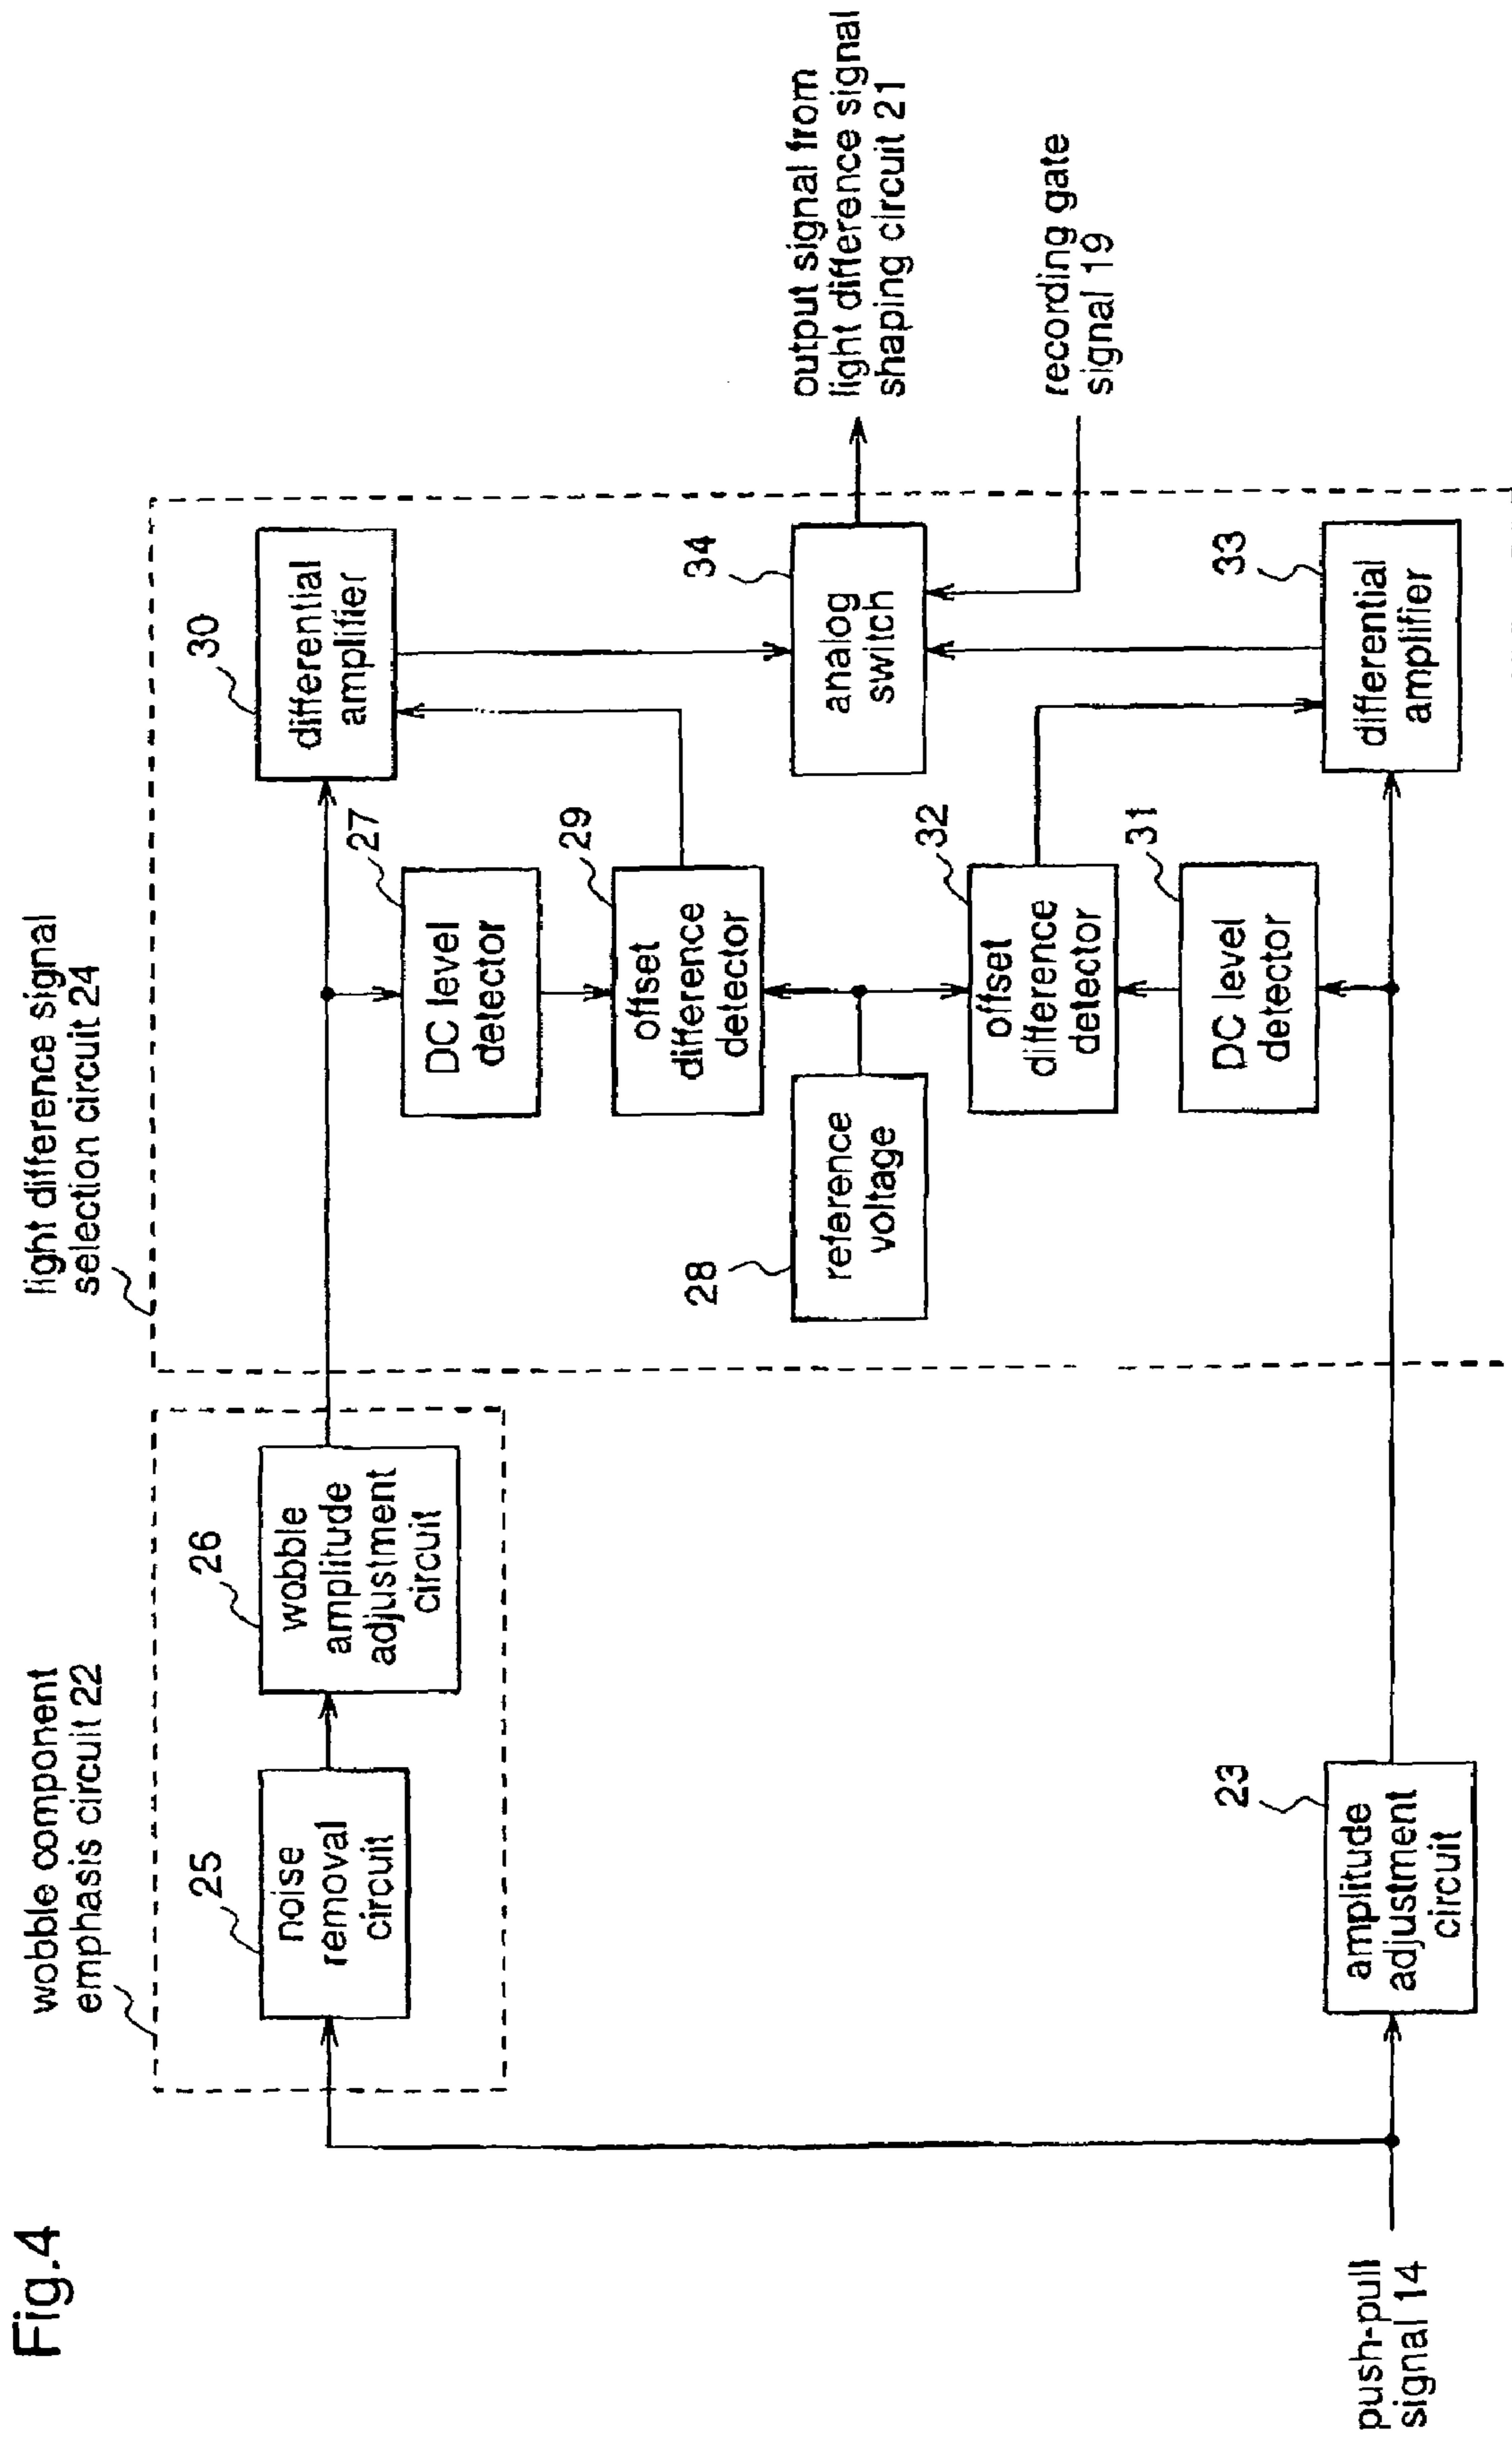 Fig.4
wobble component
emphasis circuit 22
light difference signal
selection circuit 24
25
noise
removal
circuit
26
wobble
amplitude
adjustment
circuit
30
differential
amplifier
27
DC level
detector
29
offset
difference
detector
28
reference
voltage
34
analog
switch
output signal from
light difference signal
shaping circuit 21
recording gate
signal 19
32
offset
difference
detector
31
DC level
detector
33
differential
amplifier
23
amplitude
adjustment
circuit
push-pull
signal 14